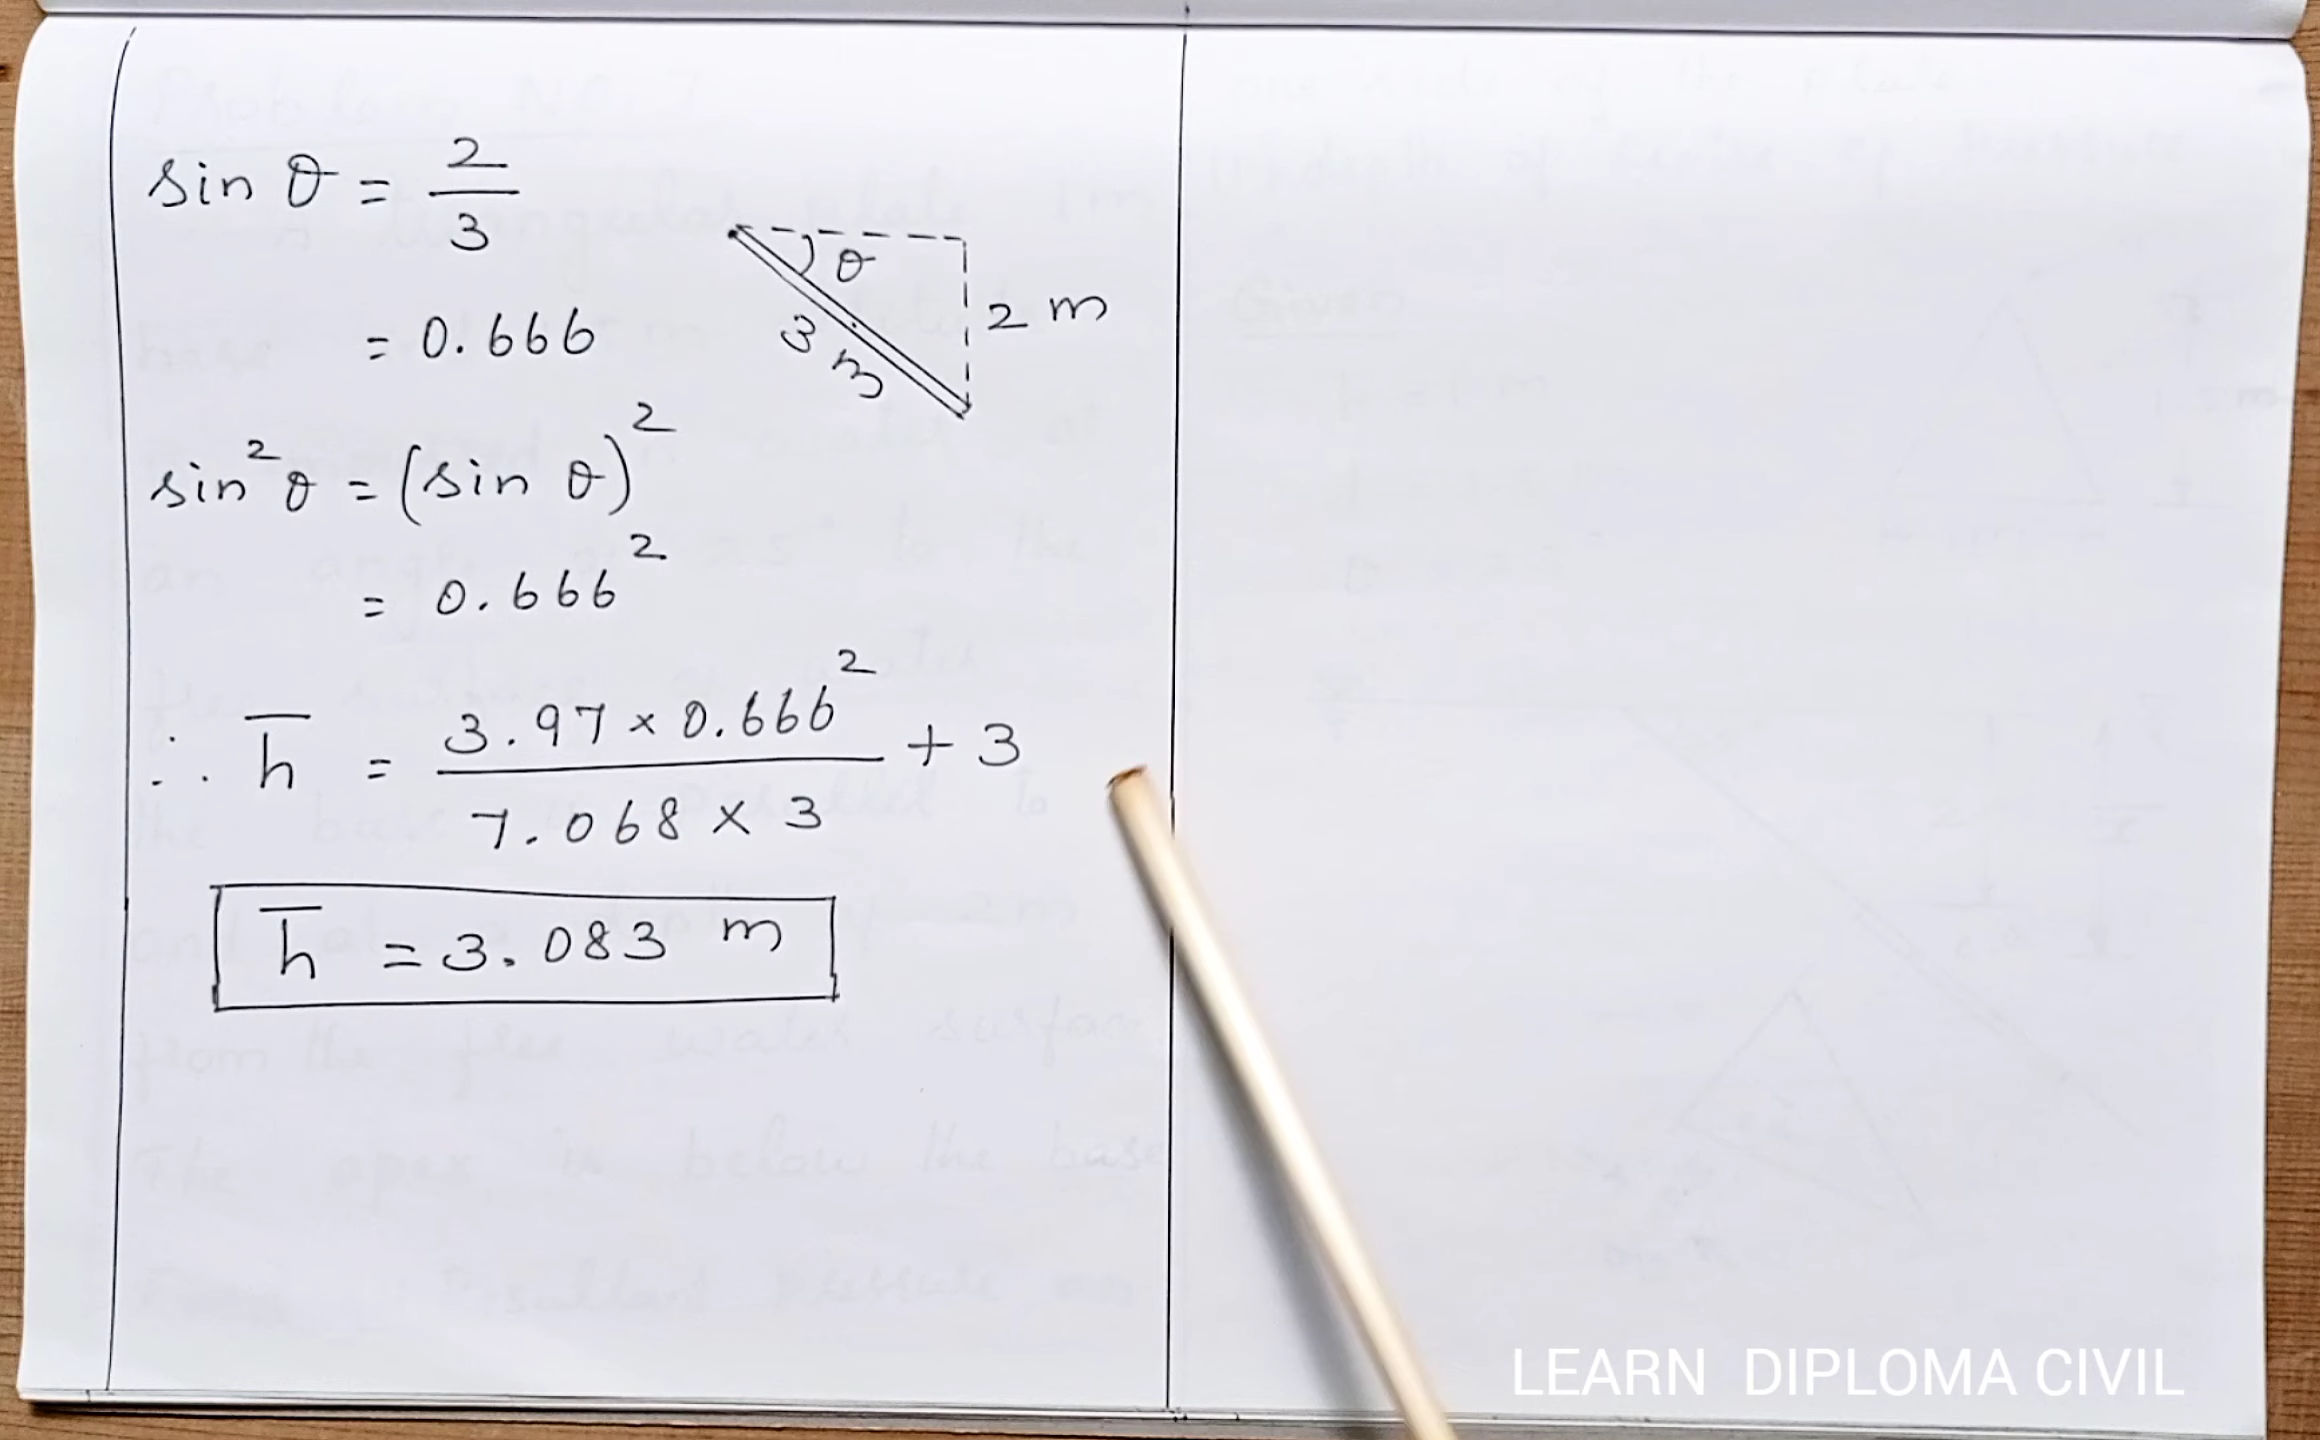 sin θ = 2/3
= 0.666
θ
2 m
3 m
sin²θ = (sin θ)²
= 0.666²
∴ h̅ = (3.97 × 0.666²)/(7.068 × 3) + 3
h̅ = 3.083 m
LEARN DIPLOMA CIVIL